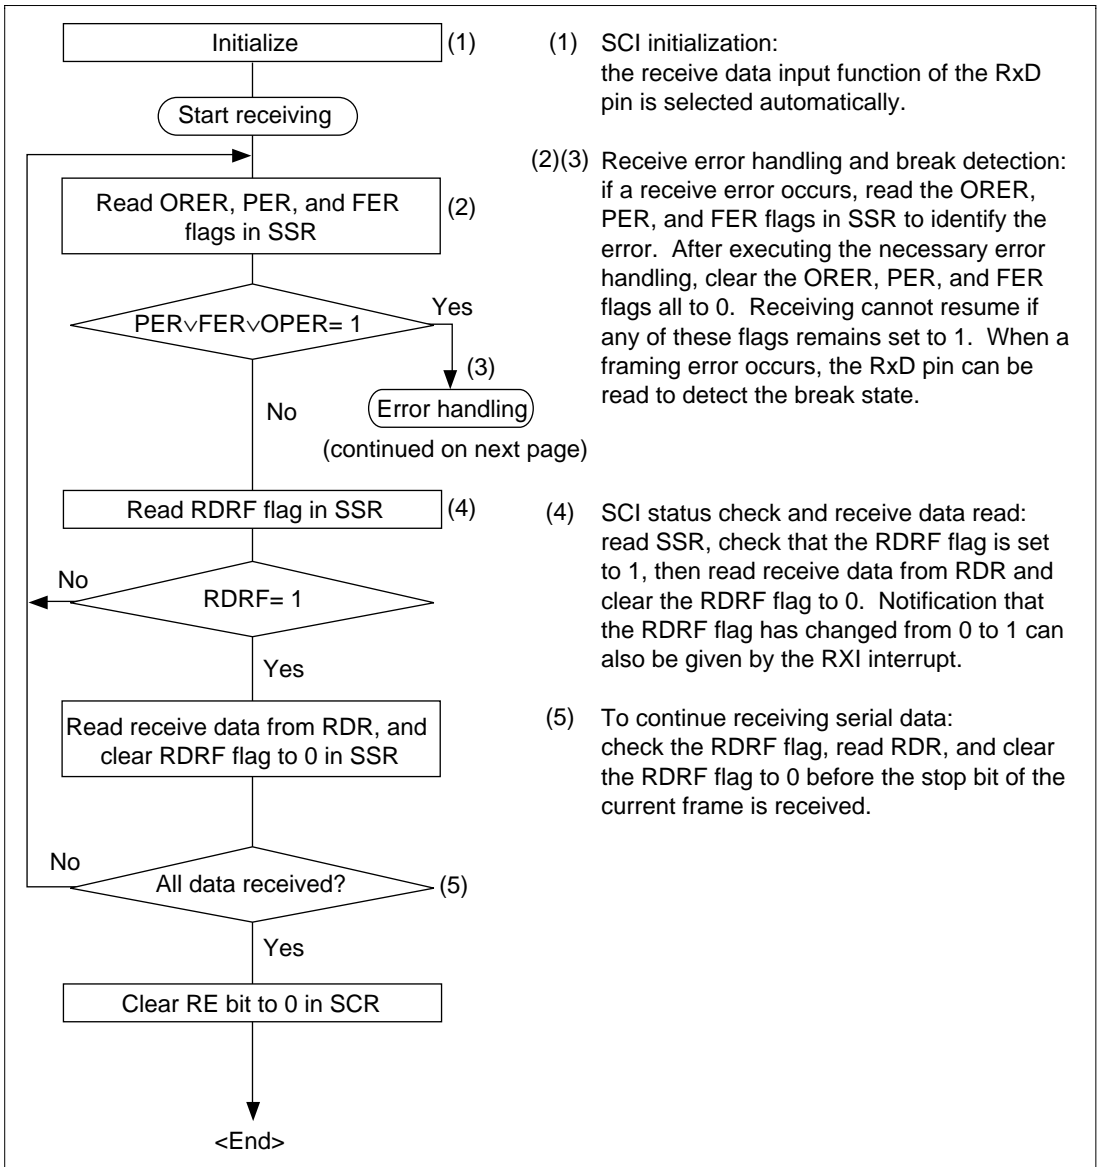 Initialize
(1)
Start receiving
Read ORER, PER, and FER
flags in SSR
(2)
PER∨FER∨OPER= 1
Yes
(3)
Error handling
(continued on next page)
No
Read RDRF flag in SSR
(4)
No
RDRF= 1
Yes
Read receive data from RDR, and
clear RDRF flag to 0 in SSR
No
All data received?
(5)
Yes
Clear RE bit to 0 in SCR
<End>
(1) SCI initialization:
the receive data input function of the RxD
pin is selected automatically.
(2)(3) Receive error handling and break detection:
if a receive error occurs, read the ORER,
PER, and FER flags in SSR to identify the
error. After executing the necessary error
handling, clear the ORER, PER, and FER
flags all to 0. Receiving cannot resume if
any of these flags remains set to 1. When a
framing error occurs, the RxD pin can be
read to detect the break state.
(4) SCI status check and receive data read:
read SSR, check that the RDRF flag is set
to 1, then read receive data from RDR and
clear the RDRF flag to 0. Notification that
the RDRF flag has changed from 0 to 1 can
also be given by the RXI interrupt.
(5) To continue receiving serial data:
check the RDRF flag, read RDR, and clear
the RDRF flag to 0 before the stop bit of the
current frame is received.